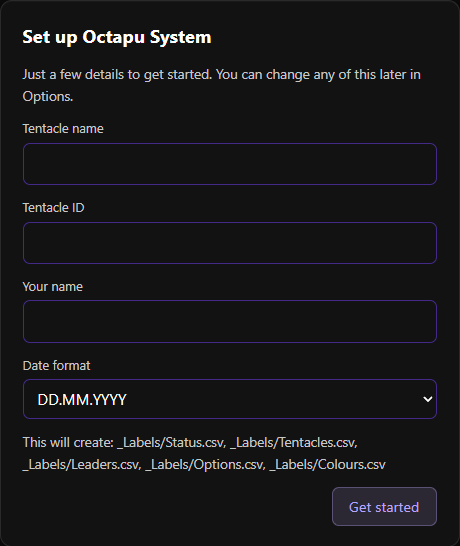 Set up Octapu System
Just a few details to get started. You can change any of this later in
Options.
Tentacle name
Tentacle ID
Your name
Date format
DD.MM.YYYY
This will create: _Labels/Status.csv, _Labels/Tentacles.csv,
_Labels/Leaders.csv, _Labels/Options.csv, _Labels/Colours.csv
Get started